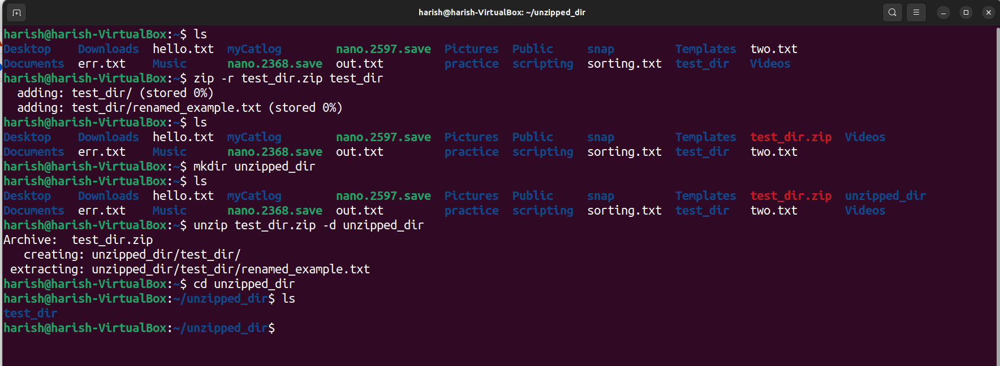 harish@harish-VirtualBox: ~/unzipped_dir
harish@harish-VirtualBox:~$ ls
Desktop    Downloads  hello.txt  myCatlog        nano.2597.save  Pictures  Public     snap         Templates  two.txt
Documents  err.txt    Music      nano.2368.save  out.txt         practice  scripting  sorting.txt  test_dir   Videos
harish@harish-VirtualBox:~$ zip -r test_dir.zip test_dir
  adding: test_dir/ (stored 0%)
  adding: test_dir/renamed_example.txt (stored 0%)
harish@harish-VirtualBox:~$ ls
Desktop    Downloads  hello.txt  myCatlog        nano.2597.save  Pictures  Public     snap         Templates  test_dir.zip  Videos
Documents  err.txt    Music      nano.2368.save  out.txt         practice  scripting  sorting.txt  test_dir   two.txt
harish@harish-VirtualBox:~$ mkdir unzipped_dir
harish@harish-VirtualBox:~$ ls
Desktop    Downloads  hello.txt  myCatlog        nano.2597.save  Pictures  Public     snap         Templates  test_dir.zip  unzipped_dir
Documents  err.txt    Music      nano.2368.save  out.txt         practice  scripting  sorting.txt  test_dir   two.txt       Videos
harish@harish-VirtualBox:~$ unzip test_dir.zip -d unzipped_dir
Archive:  test_dir.zip
   creating: unzipped_dir/test_dir/
 extracting: unzipped_dir/test_dir/renamed_example.txt
harish@harish-VirtualBox:~$ cd unzipped_dir
harish@harish-VirtualBox:~/unzipped_dir$ ls
test_dir
harish@harish-VirtualBox:~/unzipped_dir$